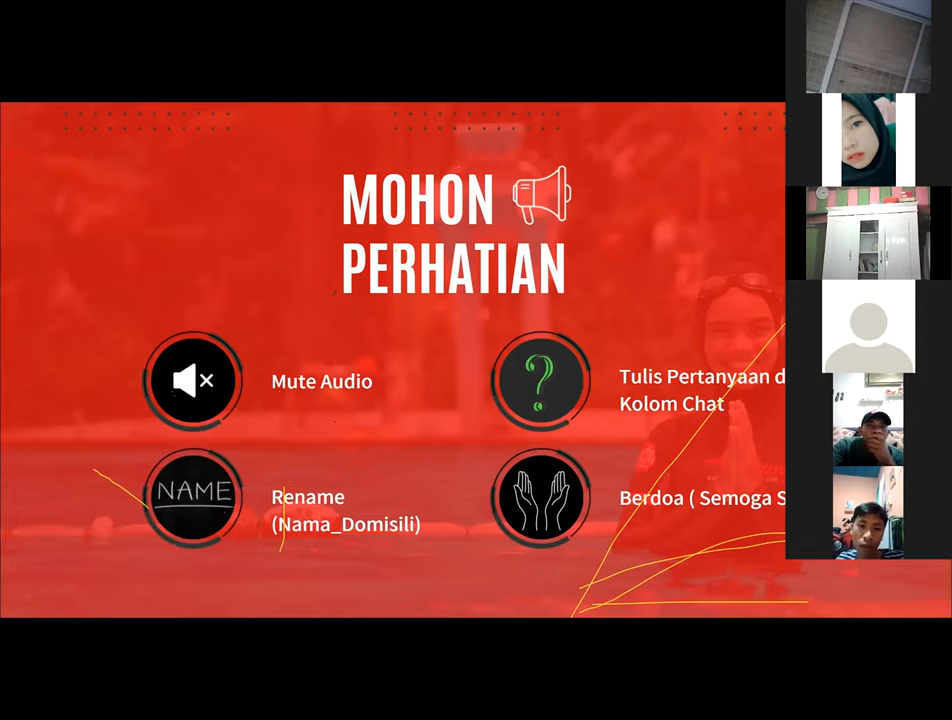 MOHON
PERHATIAN
Mute Audio
Tulis Pertanyaan d
Kolom Chat
NAME
Rename
(Nama_Domisili)
Berdoa ( Semoga S